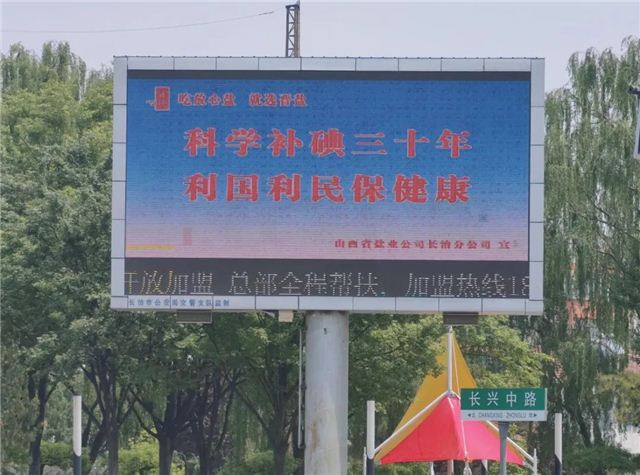 吃放心盐 就选晋盐
科学补碘三十年
利国利民保健康
山西省盐业公司长治分公司 宣
开放加盟 总部全程帮扶, 加盟热线18
长治市公安局交警支队监制
长兴中路
CHANGXING ZHONGLU